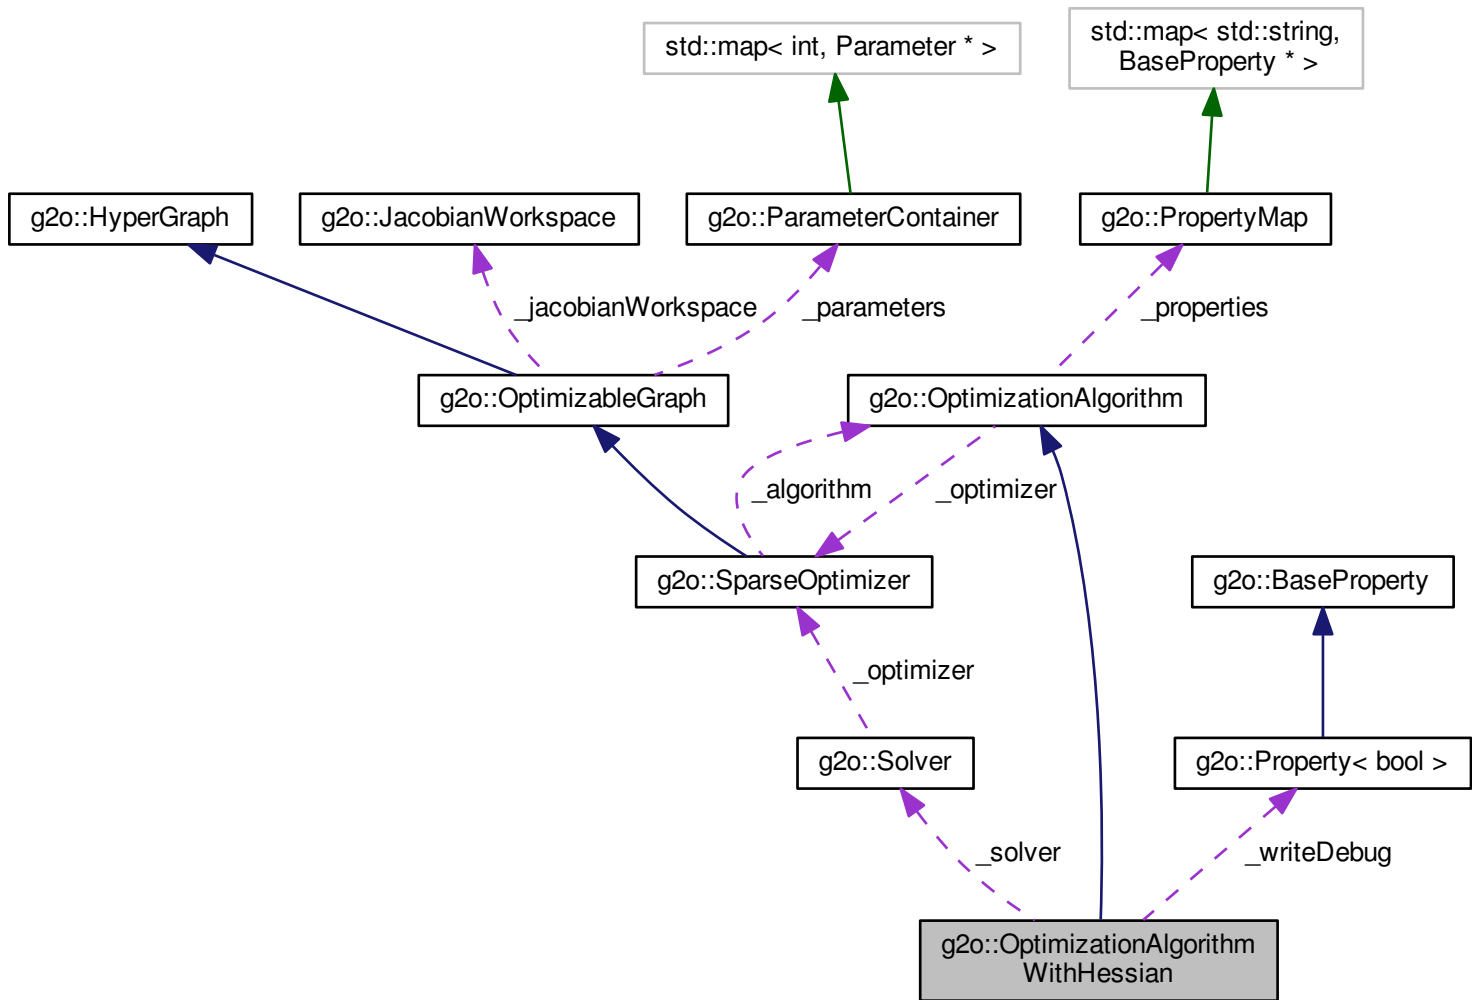 std::map< int, Parameter * >
std::map< std::string,
BaseProperty * >
g2o::HyperGraph
g2o::JacobianWorkspace
g2o::ParameterContainer
g2o::PropertyMap
_jacobianWorkspace
_parameters
_properties
g2o::OptimizableGraph
g2o::OptimizationAlgorithm
_algorithm
_optimizer
g2o::SparseOptimizer
g2o::BaseProperty
_optimizer
g2o::Solver
g2o::Property< bool >
_solver
_writeDebug
g2o::OptimizationAlgorithm
WithHessian